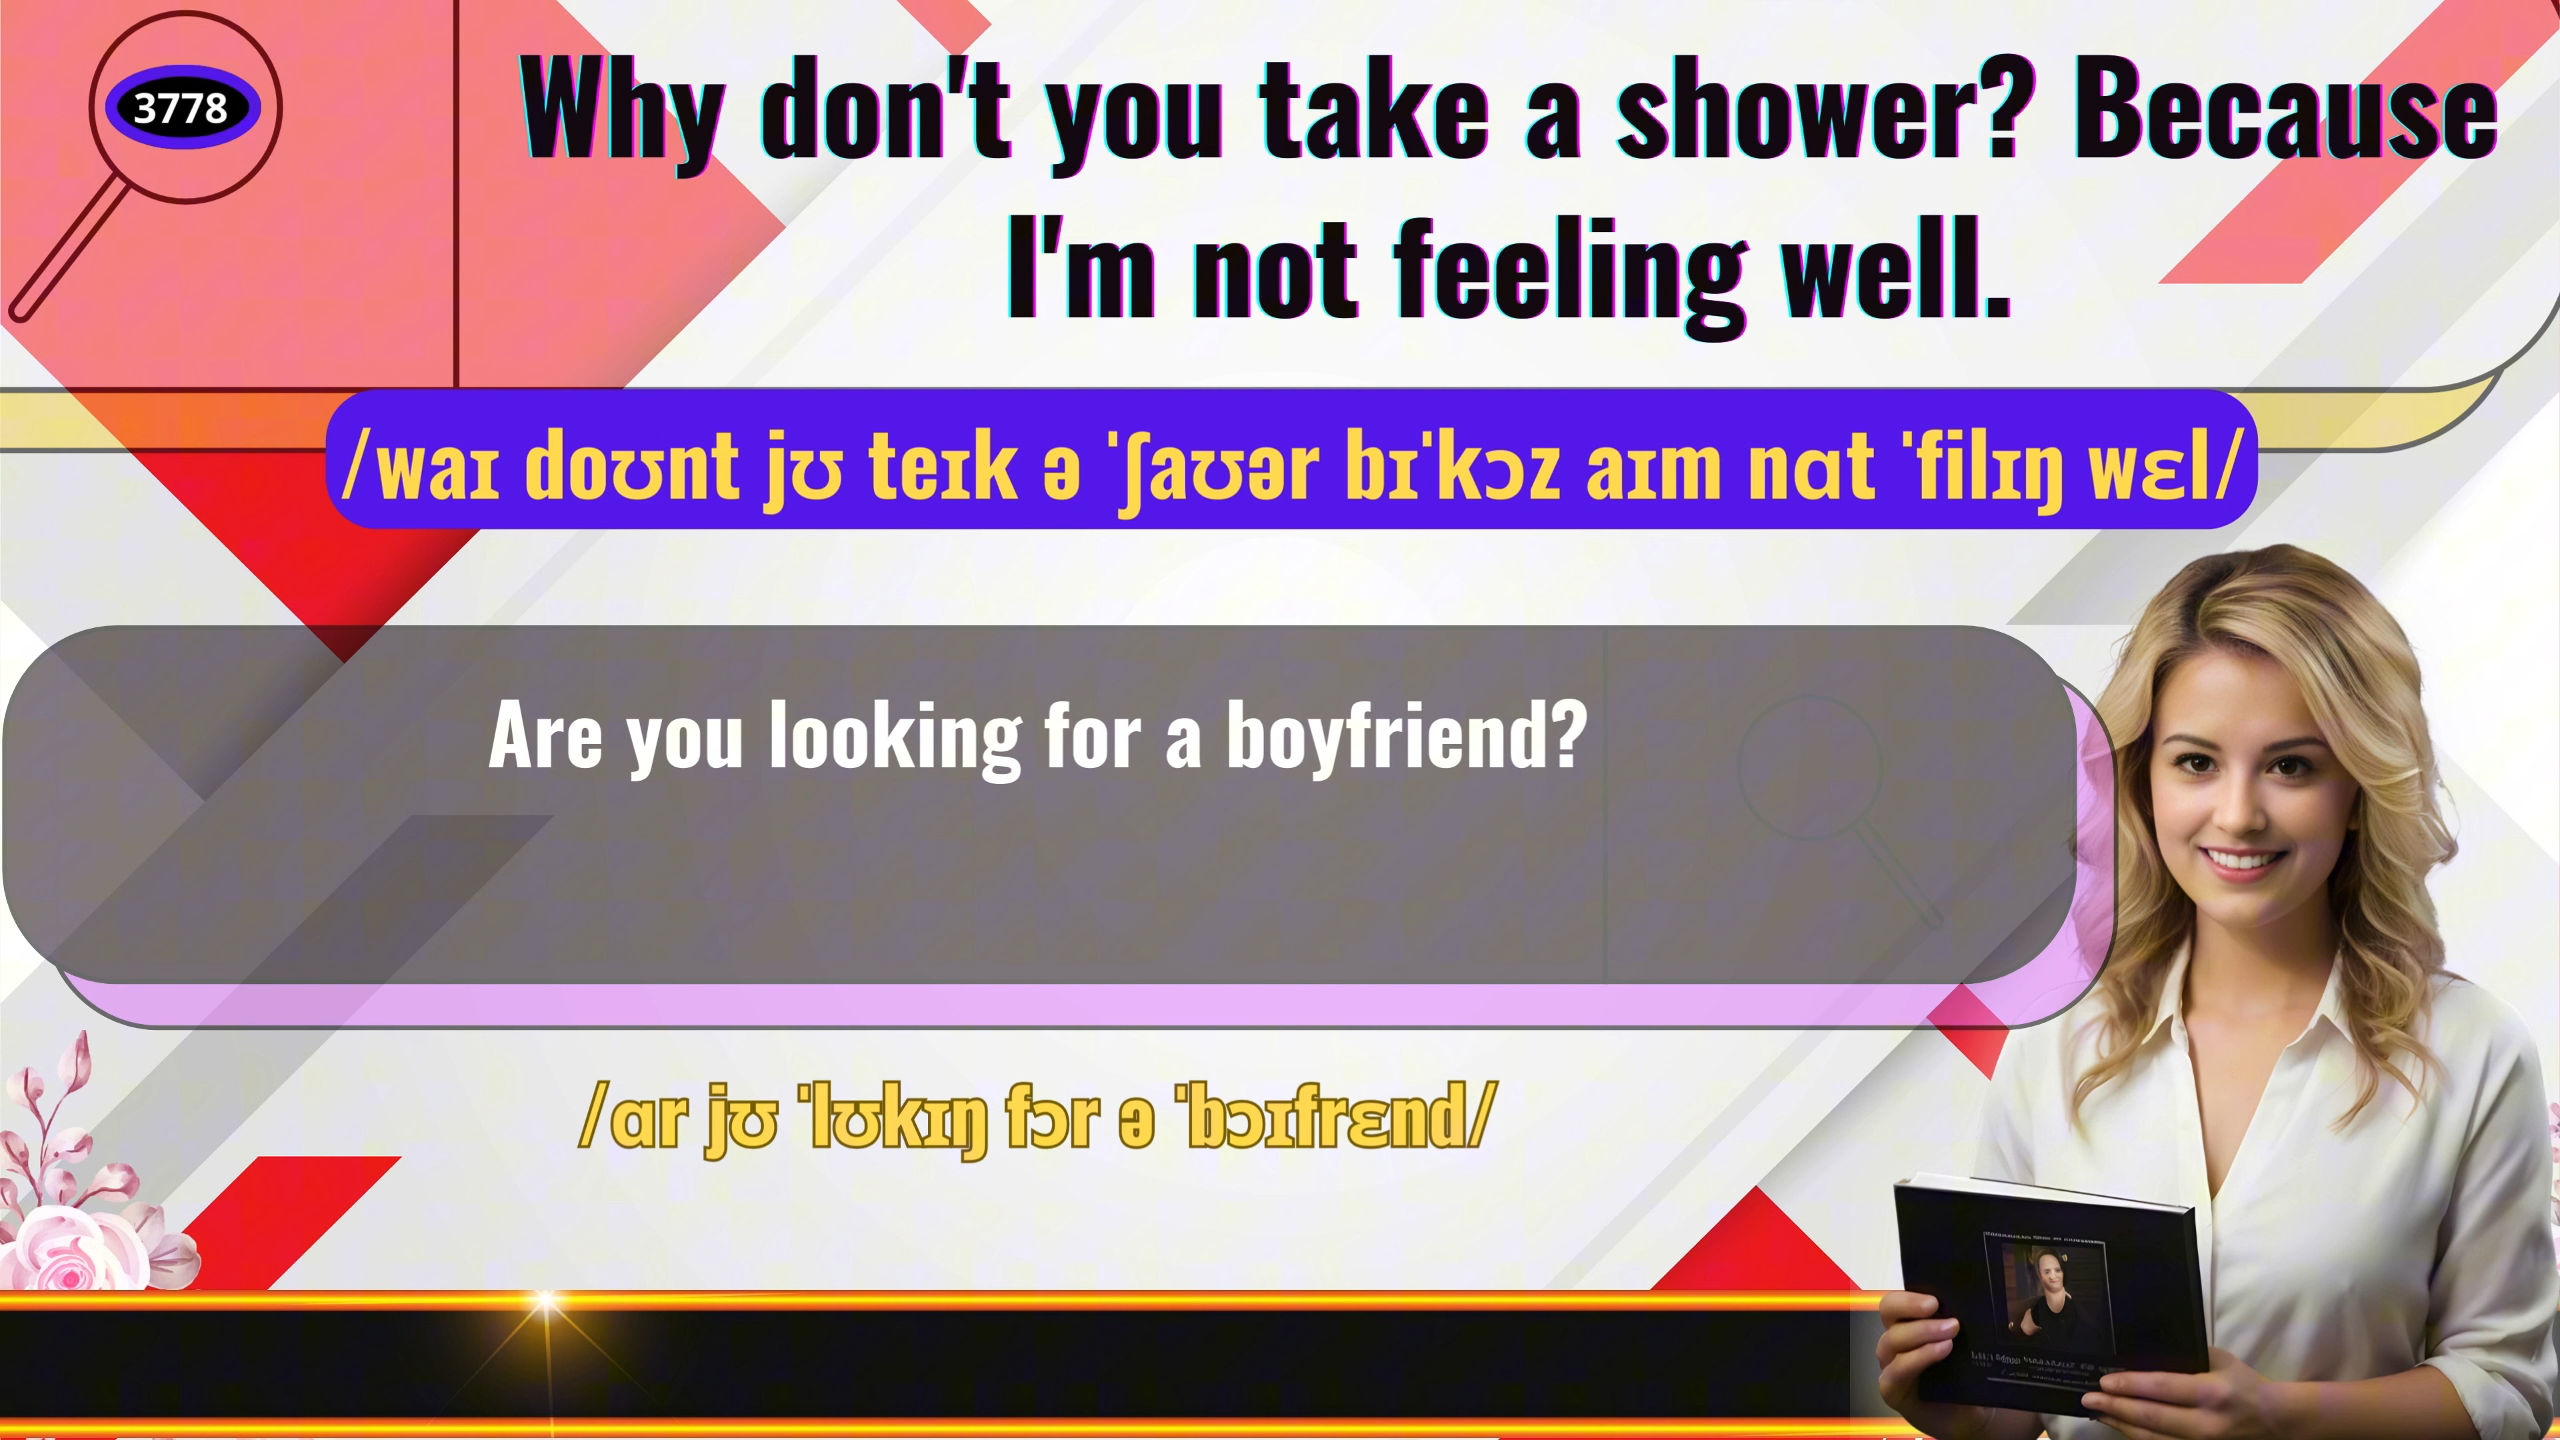 3778
Why don't you take a shower? Because
I'm not feeling well.
/waɪ doʊnt jʊ teɪk ə ˈʃaʊər bɪˈkɔz aɪm nɑt ˈfilɪŋ wɛl/
Are you looking for a boyfriend?
/ɑr jʊ ˈlʊkɪŋ fɔr ə ˈbɔɪfrɛnd/